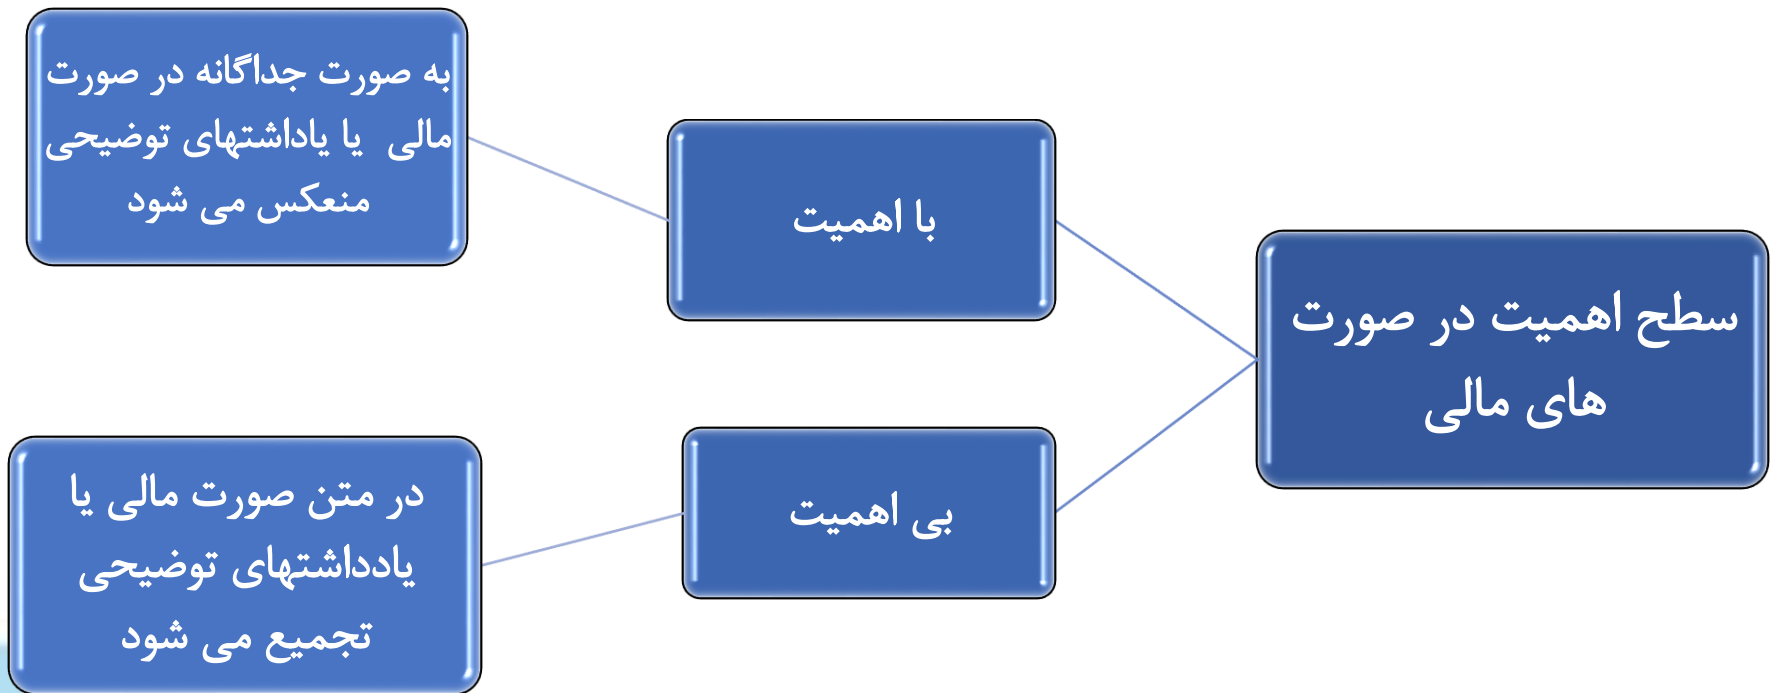 سطح اهمیت در صورت
های مالی
با اهمیت
به صورت جداگانه در صورت
مالی یا یاداشتهای توضیحی
منعکس می شود
بی اهمیت
در متن صورت مالی یا
یادداشتهای توضیحی
تجمیع می شود